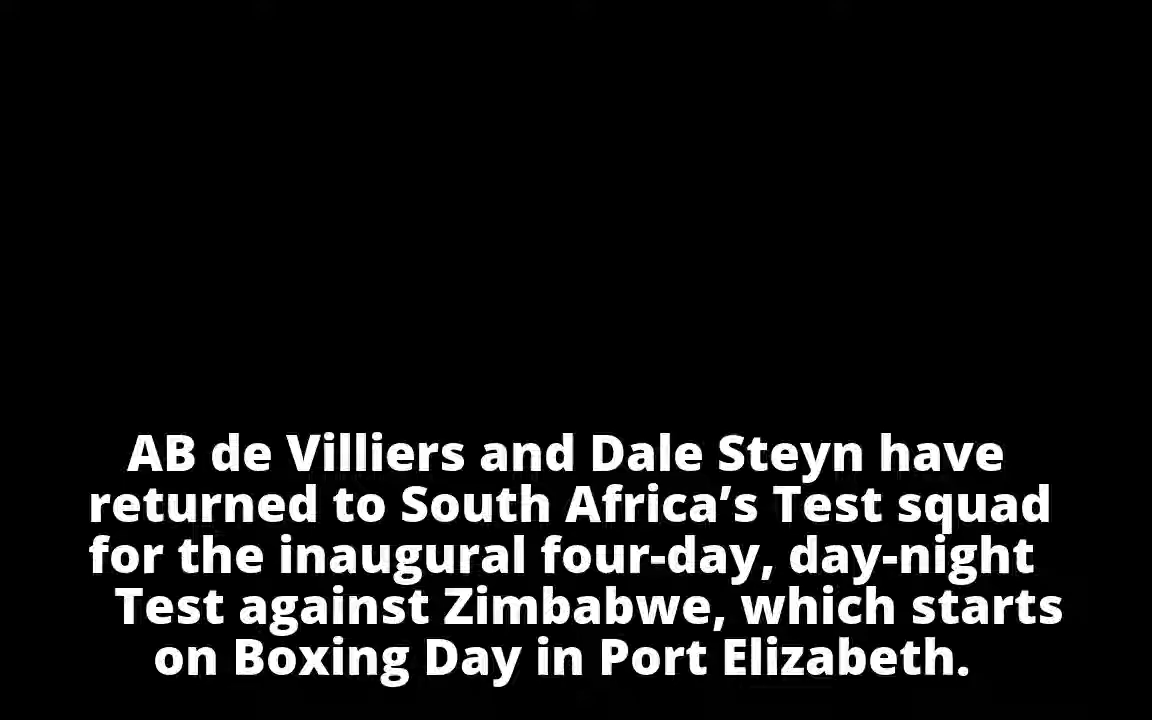 AB de Villiers and Dale Steyn have
returned to South Africa’s Test squad
for the inaugural four-day, day-night
Test against Zimbabwe, which starts
on Boxing Day in Port Elizabeth.